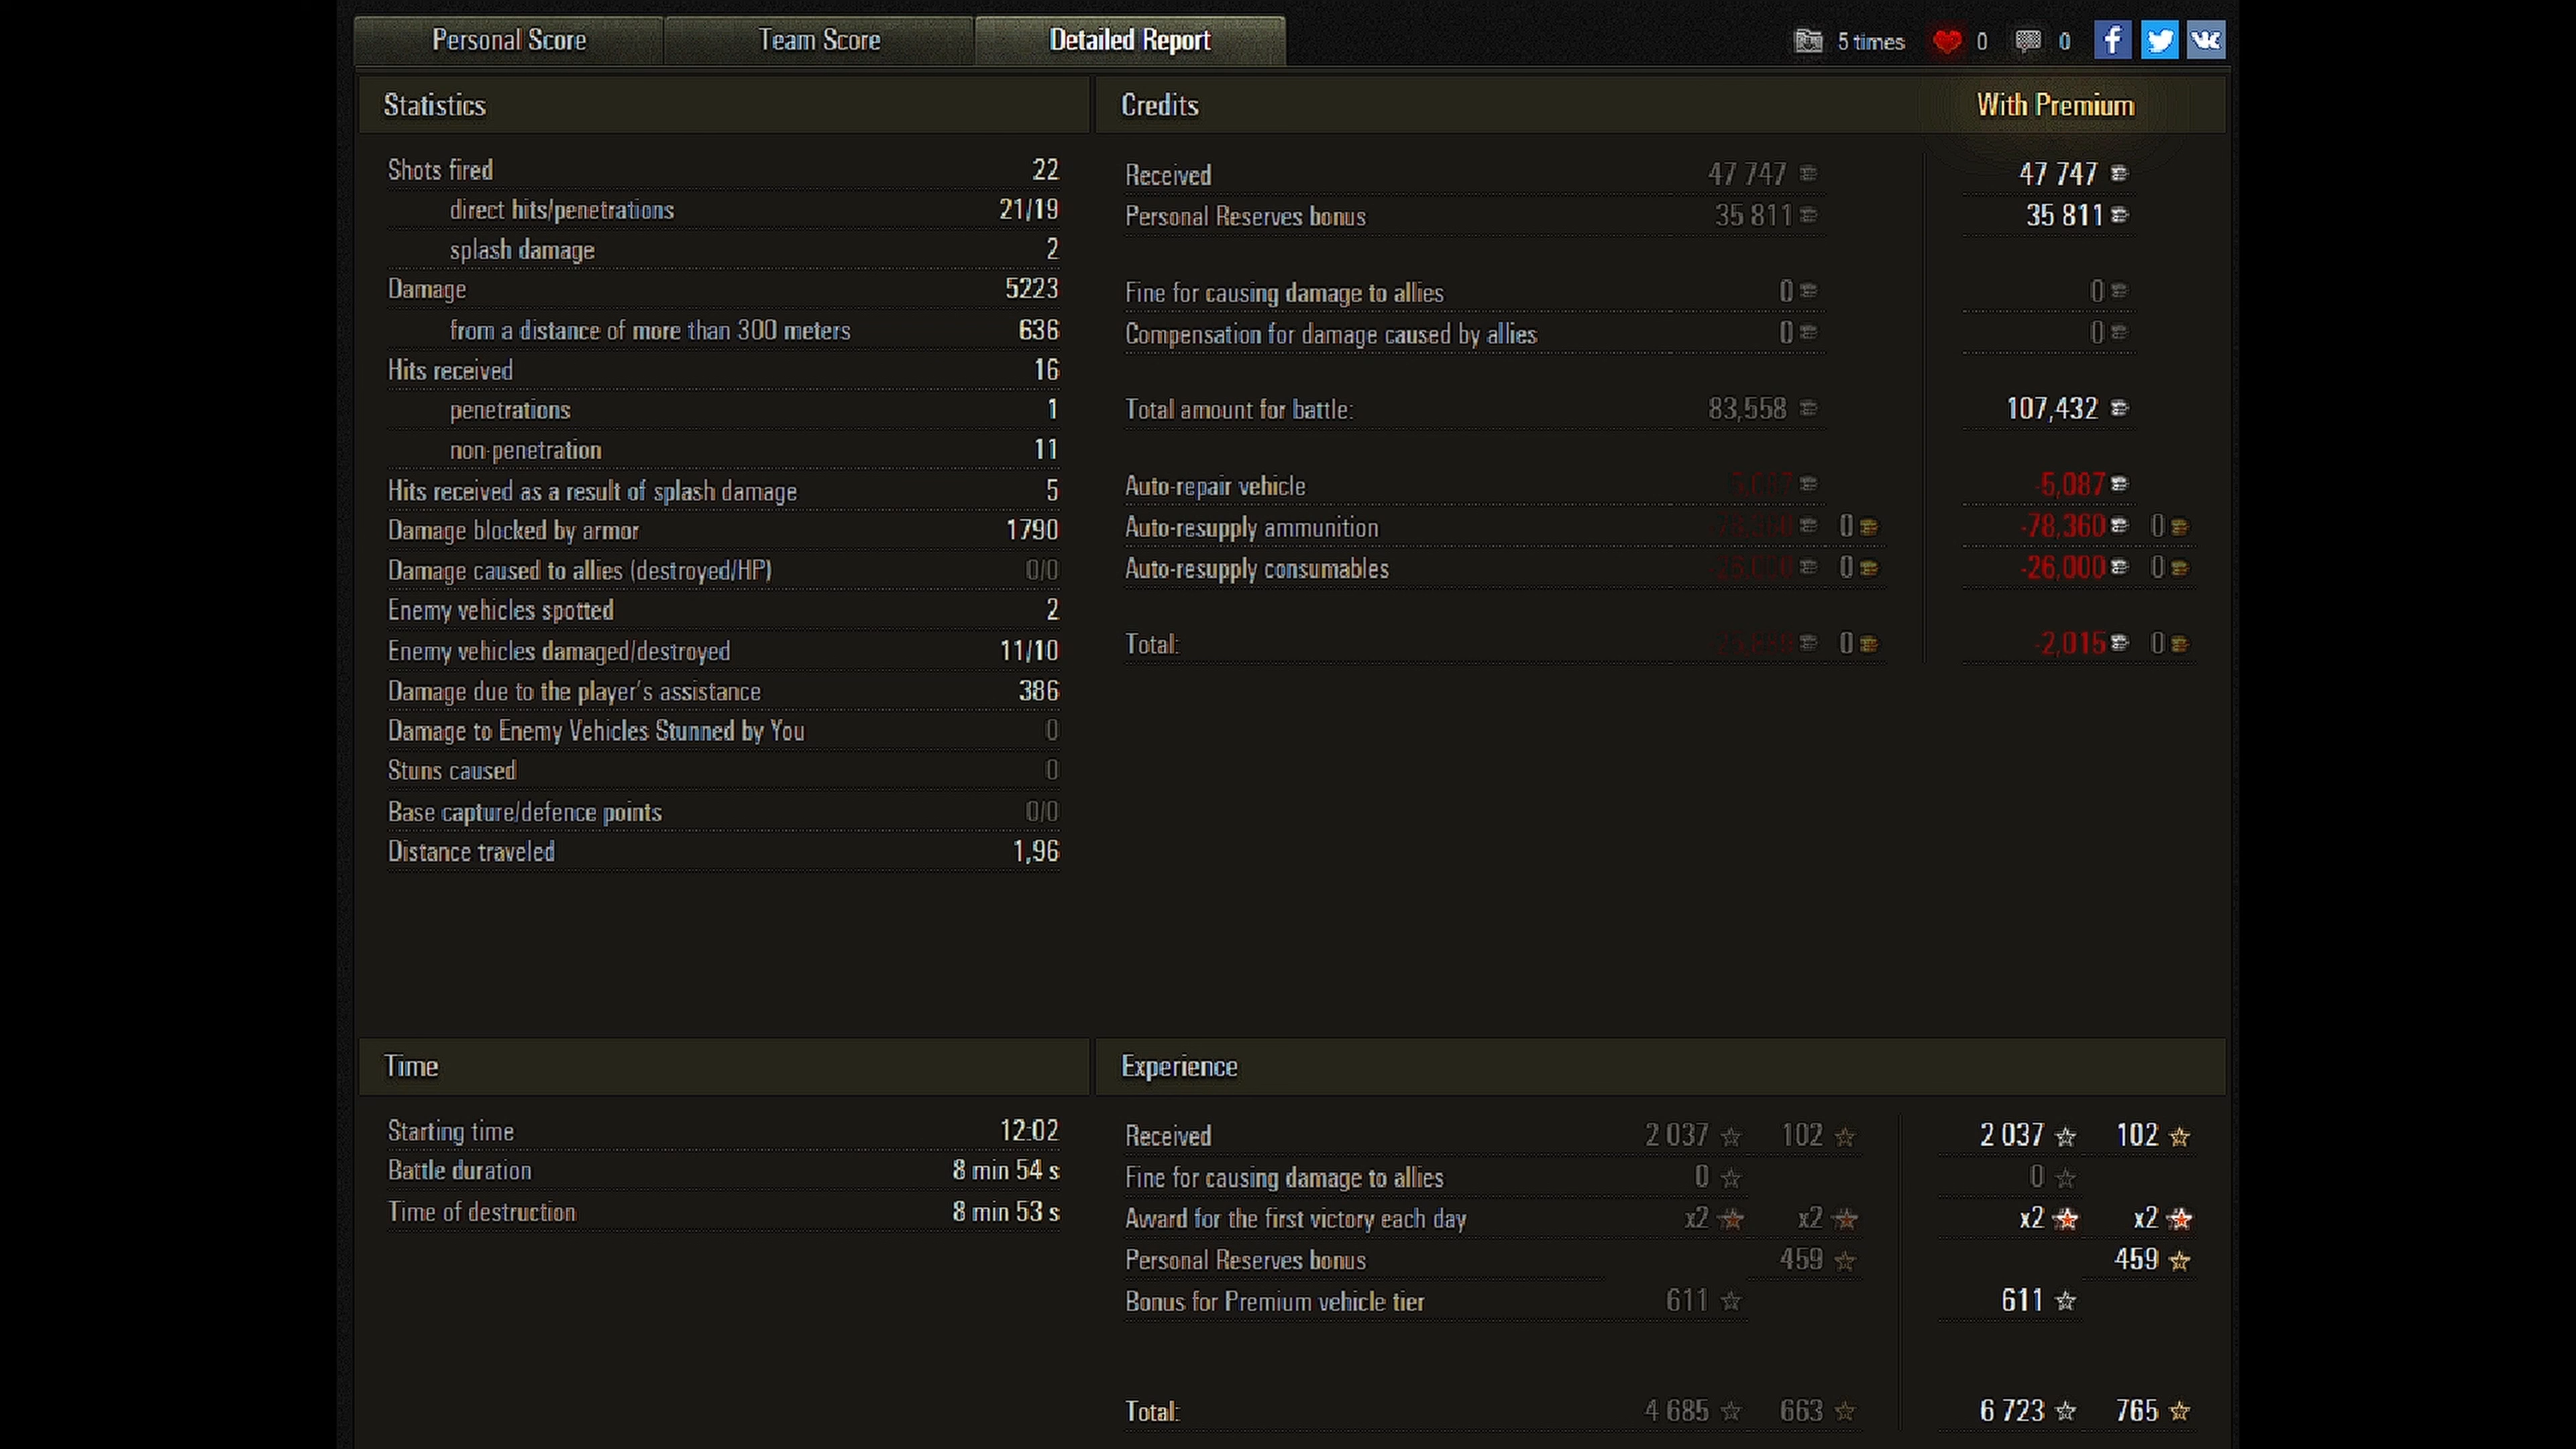 Personal Score Team Score Detailed Report 5 times 0 0
Statistics
Shots fired 22
direct hits/penetrations 21/19
splash damage 2
Damage 5223
from a distance of more than 300 meters 636
Hits received 16
penetrations 1
non-penetration 11
Hits received as a result of splash damage 5
Damage blocked by armor 1790
Damage caused to allies (destroyed/HP) 0/0
Enemy vehicles spotted 2
Enemy vehicles damaged/destroyed 11/10
Damage due to the player's assistance 386
Damage to Enemy Vehicles Stunned by You 0
Stuns caused 0
Base capture/defence points 0/0
Distance traveled 1,96
Credits With Premium
Received 47 747 47 747
Personal Reserves bonus 35 811 35 811
Fine for causing damage to allies 0 0
Compensation for damage caused by allies 0 0
Total amount for battle: 83,558 107,432
Auto-repair vehicle -5,087 -5,087
Auto-resupply ammunition 0 -78,360 0
Auto-resupply consumables 0 -26,000 0
Total: 0 -2,015 0
Time
Starting time 12:02
Battle duration 8 min 54 s
Time of destruction 8 min 53 s
Experience
Received 2 037 102 2 037 102
Fine for causing damage to allies 0 0
Award for the first victory each day x2 x2 x2 x2
Personal Reserves bonus 459 459
Bonus for Premium vehicle tier 611 611
Total: 4 685 663 6 723 765